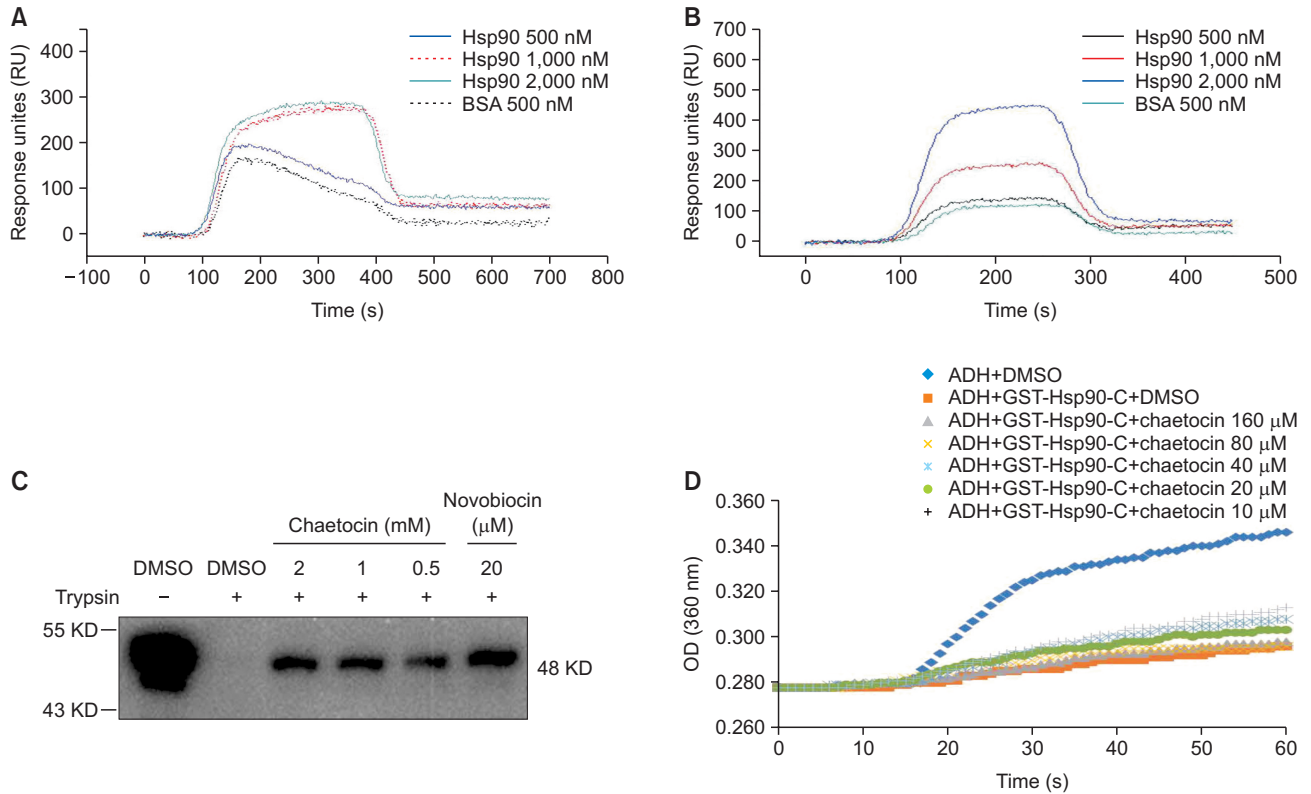 A
Response unites (RU)
400
300
200
100
0
−100
0
100
200
300
400
500
600
700
800
Time (s)
Hsp90 500 nM
Hsp90 1,000 nM
Hsp90 2,000 nM
BSA 500 nM
B
Response unites (RU)
700
600
500
400
300
200
100
0
0
100
200
300
400
500
Time (s)
Hsp90 500 nM
Hsp90 1,000 nM
Hsp90 2,000 nM
BSA 500 nM
C
Novobiocin
Chaetocin (mM) (μM)
DMSO DMSO 2 1 0.5 20
Trypsin − + + + + +
55 KD
48 KD
43 KD
D
ADH+DMSO
ADH+GST-Hsp90-C+DMSO
ADH+GST-Hsp90-C+chaetocin 160 μM
ADH+GST-Hsp90-C+chaetocin 80 μM
ADH+GST-Hsp90-C+chaetocin 40 μM
ADH+GST-Hsp90-C+chaetocin 20 μM
ADH+GST-Hsp90-C+chaetocin 10 μM
OD (360 nm)
0.360
0.340
0.320
0.300
0.280
0.260
0
10
20
30
40
50
60
Time (s)